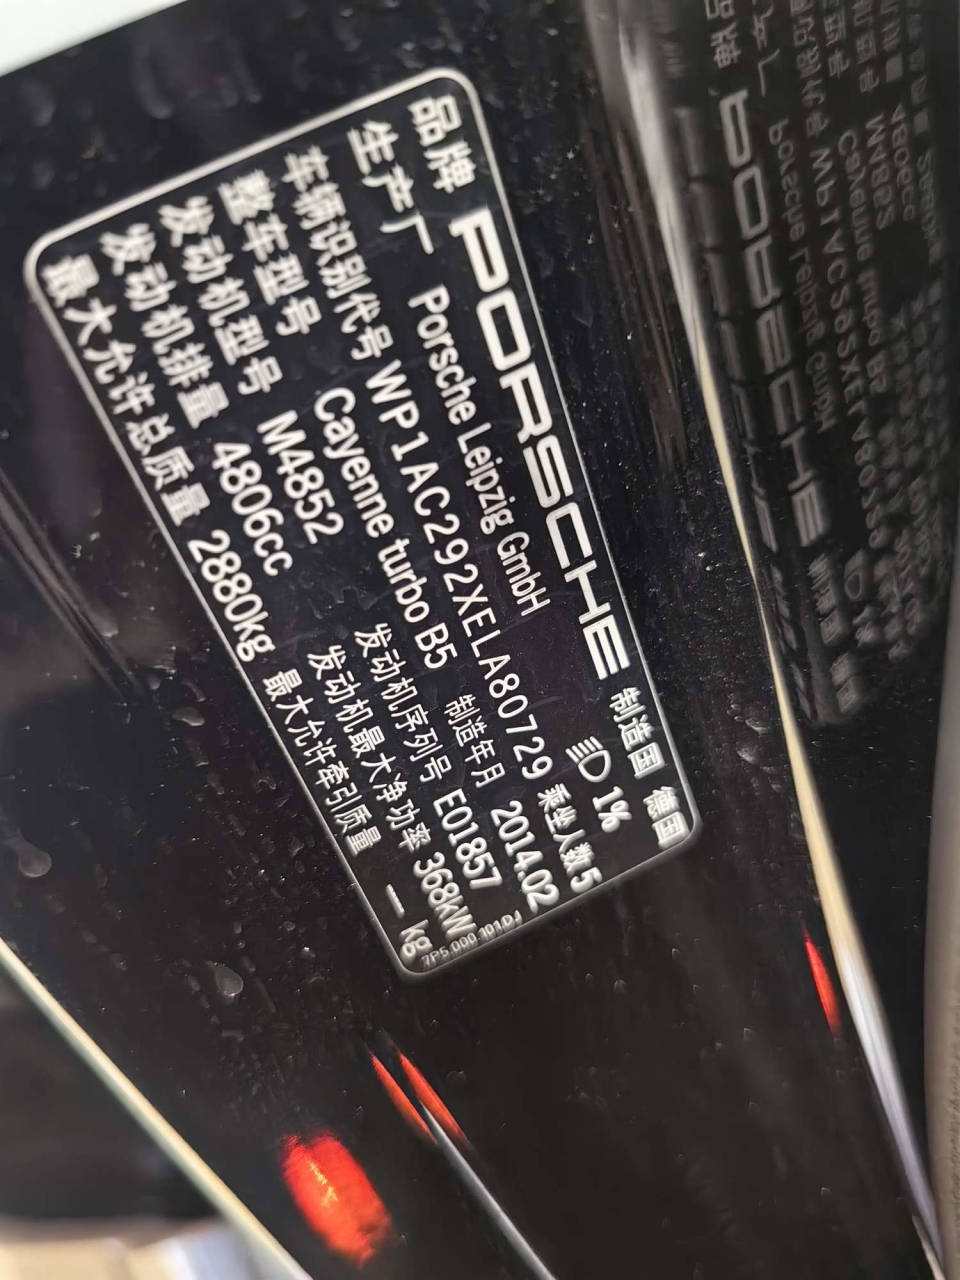 品牌 PORSCHE 制造国 德国
生产厂 Porsche Leipzig GmbH 1%
车辆识别代号 WP1AC292XELA80729 乘坐人数 5
整车型号 Cayenne turbo B5 制造年月 2014.02
发动机型号 M4852 发动机序列号 E01857
发动机排量 4806cc 发动机最大净功率 368kW
最大允许总质量 2880kg 最大允许牵引质量 — kg
7P5.000.101.DJ